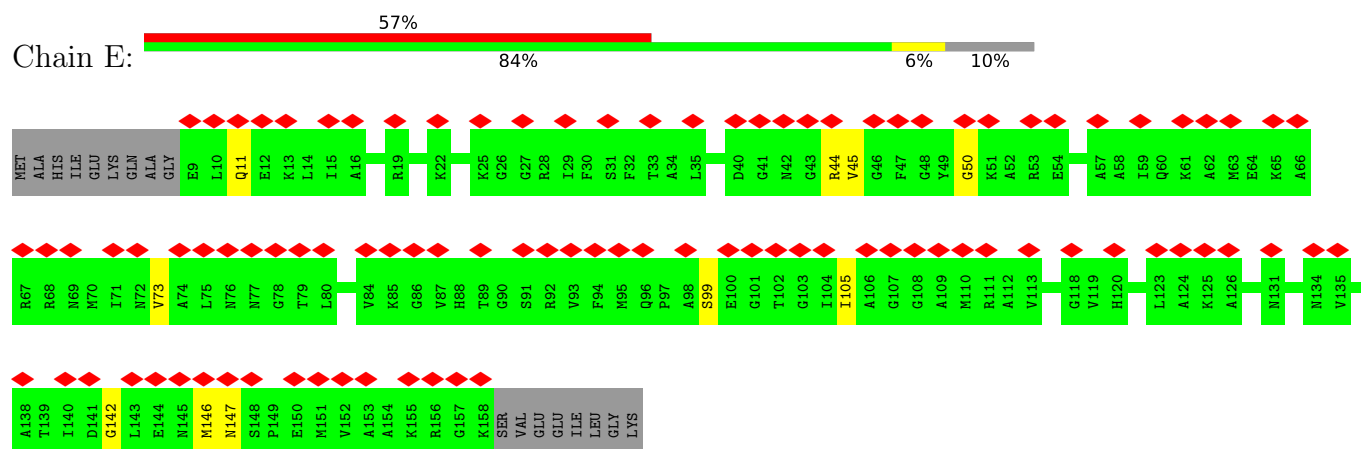 57%
Chain E:
84% 6% 10%
MET ALA HIS ILE GLU LYS GLN ALA GLY E9 L10 Q11 E12 K13 L14 I15 A16 R19 K22 K25 G26 G27 R28 I29 F30 S31 F32 T33 A34 L35 D40 G41 N42 G43 R44 V45 G46 F47 G48 Y49 G50 K51 A52 R53 E54 A57 A58 I59 Q60 K61 A62 M63 E64 K65 A66
R67 R68 N69 M70 I71 N72 V73 A74 L75 N76 N77 G78 T79 L80 V84 K85 G86 V87 H88 T89 G90 S91 R92 V93 F94 M95 Q96 P97 A98 S99 E100 G101 T102 G103 I104 I105 A106 G107 G108 A109 M110 R111 A112 V113 G118 V119 H120 L123 A124 K125 A126 N131 N134 V135
A138 T139 I140 D141 G142 L143 E144 N145 M146 N147 S148 P149 E150 M151 V152 A153 A154 K155 R156 G157 K158 SER VAL GLU GLU ILE LEU GLY LYS